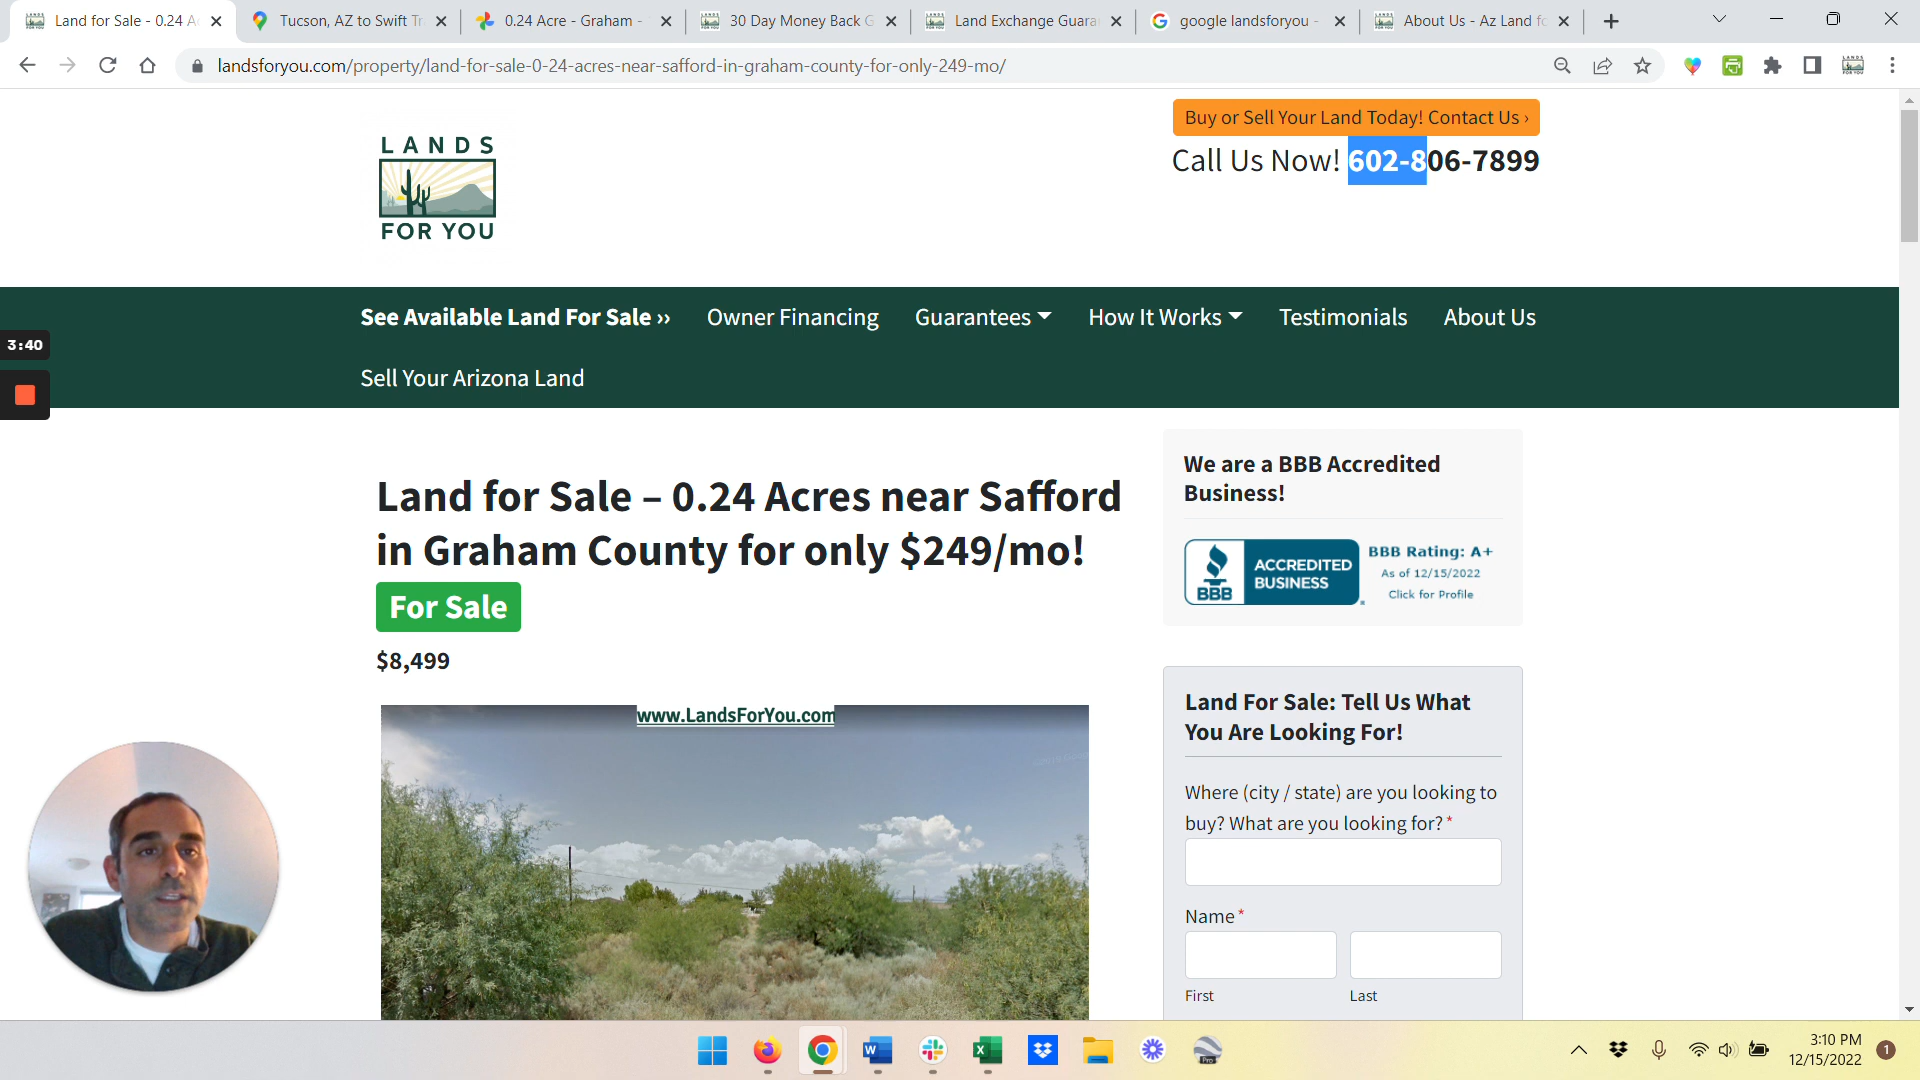 Land for Sale - 0.24 A
Tucson, AZ to Swift Tr
0.24 Acre - Graham -
30 Day Money Back G
Land Exchange Guara
google landsforyou -
About Us - Az Land fo
landsforyou.com/property/land-for-sale-0-24-acres-near-safford-in-graham-county-for-only-249-mo/
LANDS
FOR YOU
Buy or Sell Your Land Today! Contact Us ›
Call Us Now! 602-806-7899
See Available Land For Sale ››
Owner Financing
Guarantees
How It Works
Testimonials
About Us
Sell Your Arizona Land
3:40
Land for Sale – 0.24 Acres near Safford
in Graham County for only $249/mo!
For Sale
$8,499
www.LandsForYou.com
We are a BBB Accredited
Business!
BBB
ACCREDITED
BUSINESS
BBB Rating: A+
As of 12/15/2022
Click for Profile
Land For Sale: Tell Us What
You Are Looking For!
Where (city / state) are you looking to
buy? What are you looking for? *
Name *
First
Last
3:10 PM
12/15/2022
1